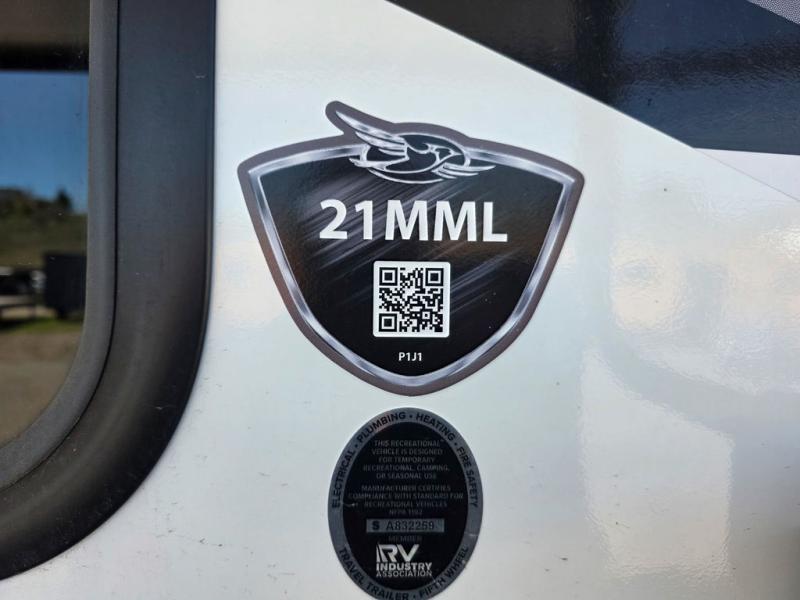 21MML
P1J1
ELECTRICAL • PLUMBING • HEATING • FIRE SAFETY
THIS RECREATIONAL
VEHICLE IS DESIGNED
FOR TEMPORARY
RECREATIONAL, CAMPING,
OR SEASONAL USE
MANUFACTURER CERTIFIES
COMPLIANCE WITH STANDARD FOR
RECREATIONAL VEHICLES
NFPA 1192
S A832259
MEMBER
RV
INDUSTRY
ASSOCIATION
TRAVEL TRAILER • FIFTH WHEEL